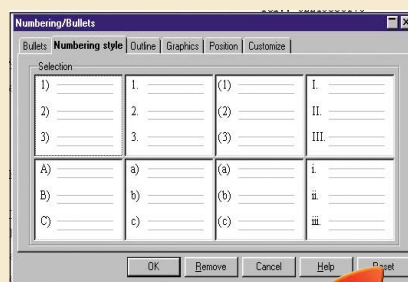 Numbering/Bullets
Bullets Numbering style Outline Graphics Position Customize
Selection
1) 1. (1) I.
2) 2. (2) II.
3) 3. (3) III.
A) a) (a) i.
B) b) (b) ii.
C) c) (c) iii.
OK Remove Cancel Help Reset